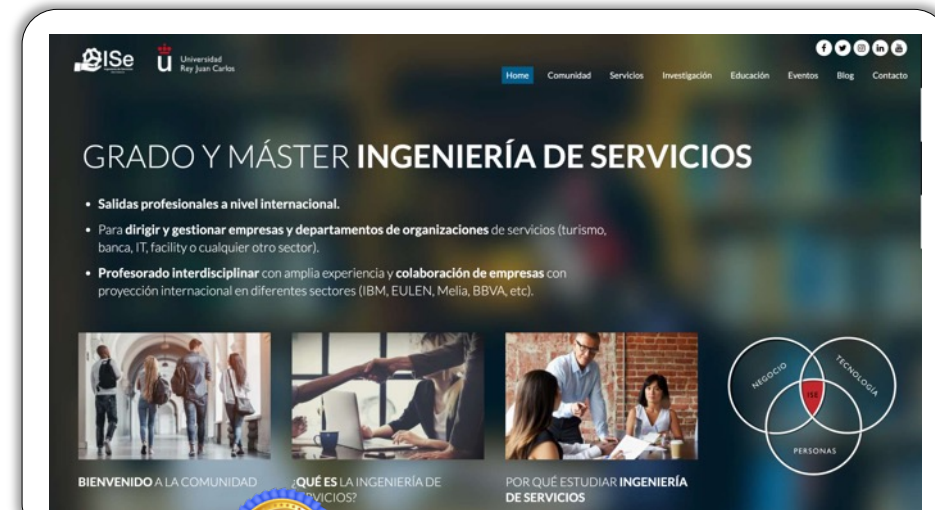 ISe
Universidad
Rey Juan Carlos
Home Comunidad Servicios Investigación Educación Eventos Blog Contacto
GRADO Y MÁSTER INGENIERÍA DE SERVICIOS
• Salidas profesionales a nivel internacional.
• Para dirigir y gestionar empresas y departamentos de organizaciones de servicios (turismo,
banca, IT, facility o cualquier otro sector).
• Profesorado interdisciplinar con amplia experiencia y colaboración de empresas con
proyección internacional en diferentes sectores (IBM, EULEN, Melia, BBVA, etc).
NEGOCIO
TECNOLOGÍA
ISE
PERSONAS
BIENVENIDO A LA COMUNIDAD
¿QUÉ ES LA INGENIERÍA DE
POR QUÉ ESTUDIAR INGENIERÍA
DE SERVICIOS